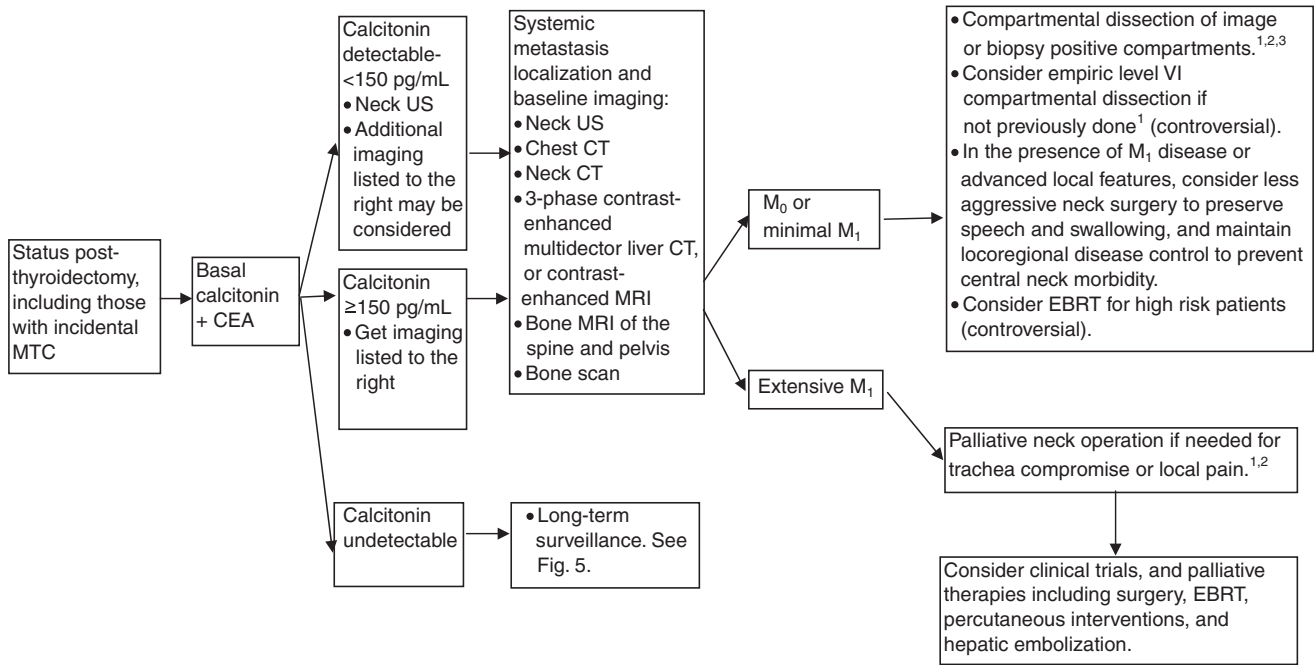 Status post-
thyroidectomy,
including those
with incidental
MTC
Basal
calcitonin
+ CEA
Calcitonin
detectable-
<150 pg/mL
• Neck US
• Additional
imaging
listed to the
right may be
considered
Calcitonin
≥150 pg/mL
• Get imaging
listed to the
right
Calcitonin
undetectable
Systemic
metastasis
localization and
baseline imaging:
• Neck US
• Chest CT
• Neck CT
• 3-phase contrast-
enhanced
multidector liver CT,
or contrast-
enhanced MRI
• Bone MRI of the
spine and pelvis
• Bone scan
• Long-term
surveillance. See
Fig. 5.
M₀ or
minimal M₁
Extensive M₁
• Compartmental dissection of image
or biopsy positive compartments.¹,²,³
• Consider empiric level VI
compartmental dissection if
not previously done¹ (controversial).
• In the presence of M₁ disease or
advanced local features, consider less
aggressive neck surgery to preserve
speech and swallowing, and maintain
locoregional disease control to prevent
central neck morbidity.
• Consider EBRT for high risk patients
(controversial).
Palliative neck operation if needed for
trachea compromise or local pain.¹,²
Consider clinical trials, and palliative
therapies including surgery, EBRT,
percutaneous interventions, and
hepatic embolization.